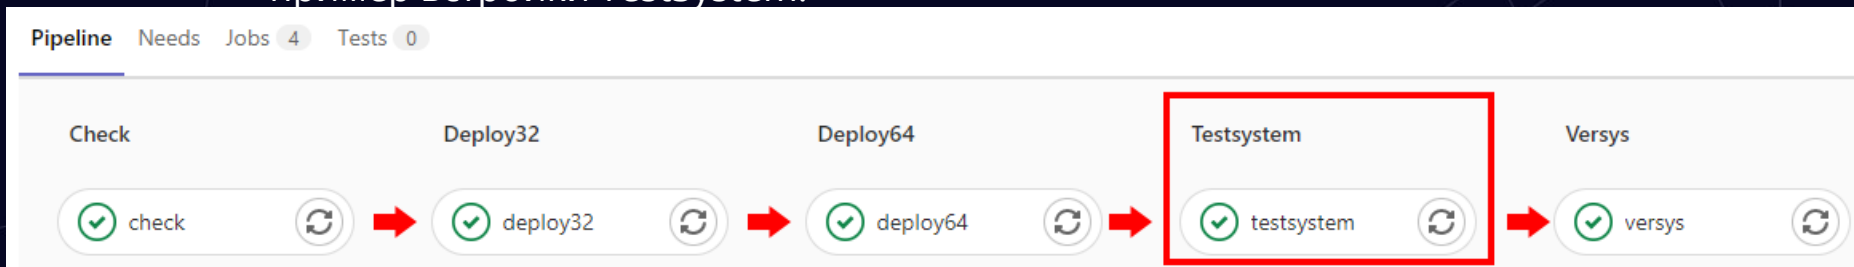 Pipeline Needs Jobs 4 Tests 0
Check Deploy32 Deploy64 Testsystem Versys
check deploy32 deploy64 testsystem versys